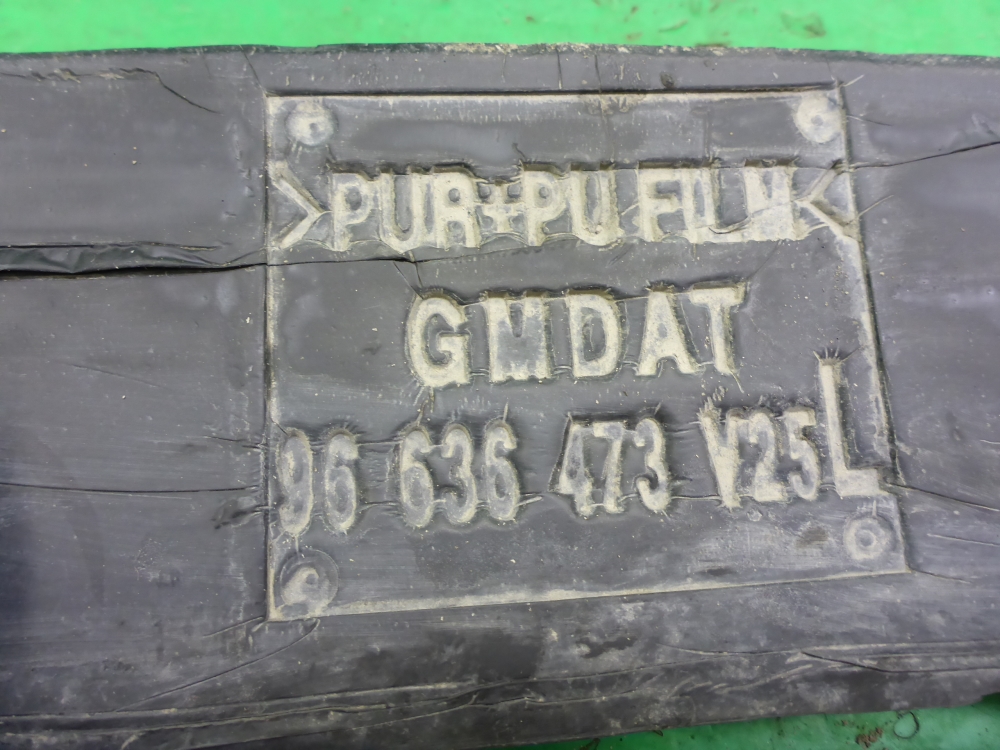 >PUR+PU FILM<
GMDAT
96 636 473 V25L